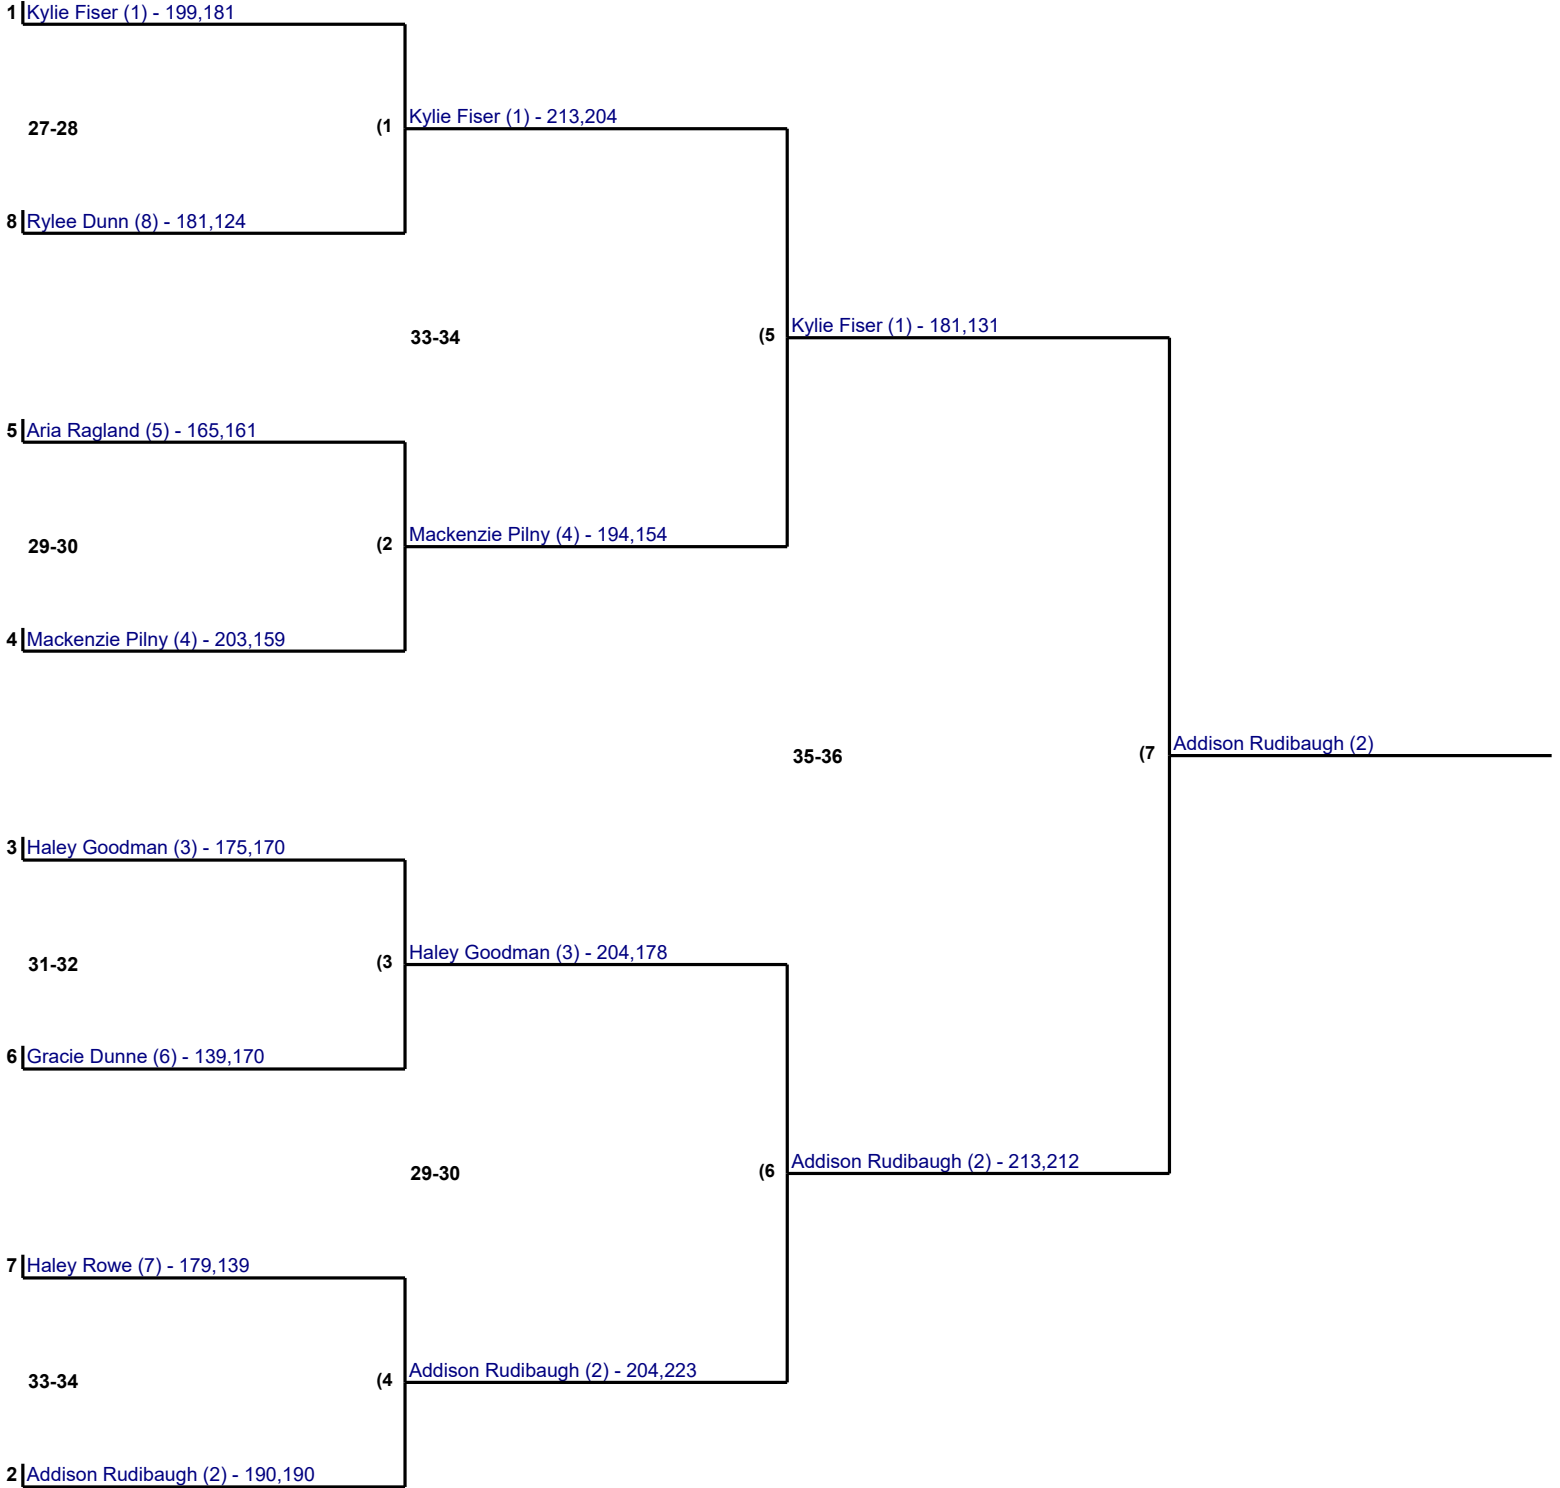 1 Kylie Fiser (1) - 199,181
Kylie Fiser (1) - 213,204
27-28 (1
8 Rylee Dunn (8) - 181,124
Kylie Fiser (1) - 181,131
33-34 (5
5 Aria Ragland (5) - 165,161
Mackenzie Pilny (4) - 194,154
29-30 (2
4 Mackenzie Pilny (4) - 203,159
Addison Rudibaugh (2)
35-36 (7
3 Haley Goodman (3) - 175,170
Haley Goodman (3) - 204,178
31-32 (3
6 Gracie Dunne (6) - 139,170
Addison Rudibaugh (2) - 213,212
29-30 (6
7 Haley Rowe (7) - 179,139
Addison Rudibaugh (2) - 204,223
33-34 (4
2 Addison Rudibaugh (2) - 190,190